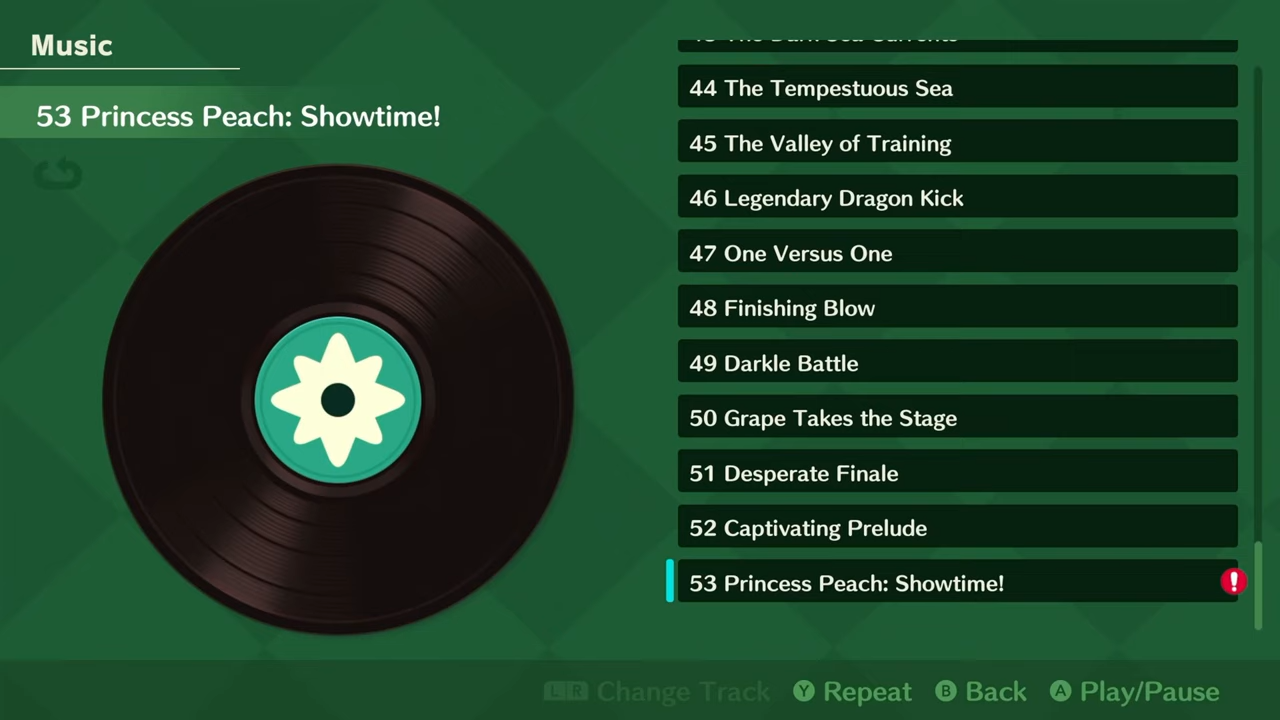 Music
53 Princess Peach: Showtime!
44 The Tempestuous Sea
45 The Valley of Training
46 Legendary Dragon Kick
47 One Versus One
48 Finishing Blow
49 Darkle Battle
50 Grape Takes the Stage
51 Desperate Finale
52 Captivating Prelude
53 Princess Peach: Showtime!
!
L R Change Track
Y Repeat
B Back
A Play/Pause